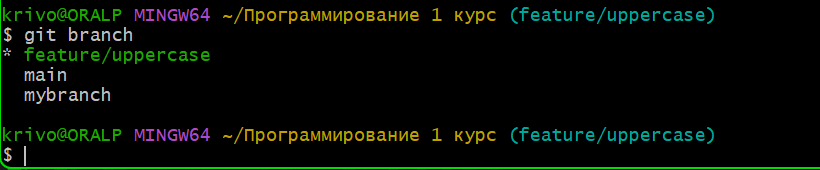 krivo@ORALP MINGW64 ~/Программирование 1 курс (feature/uppercase)
$ git branch
* feature/uppercase
  main
  mybranch
krivo@ORALP MINGW64 ~/Программирование 1 курс (feature/uppercase)
$